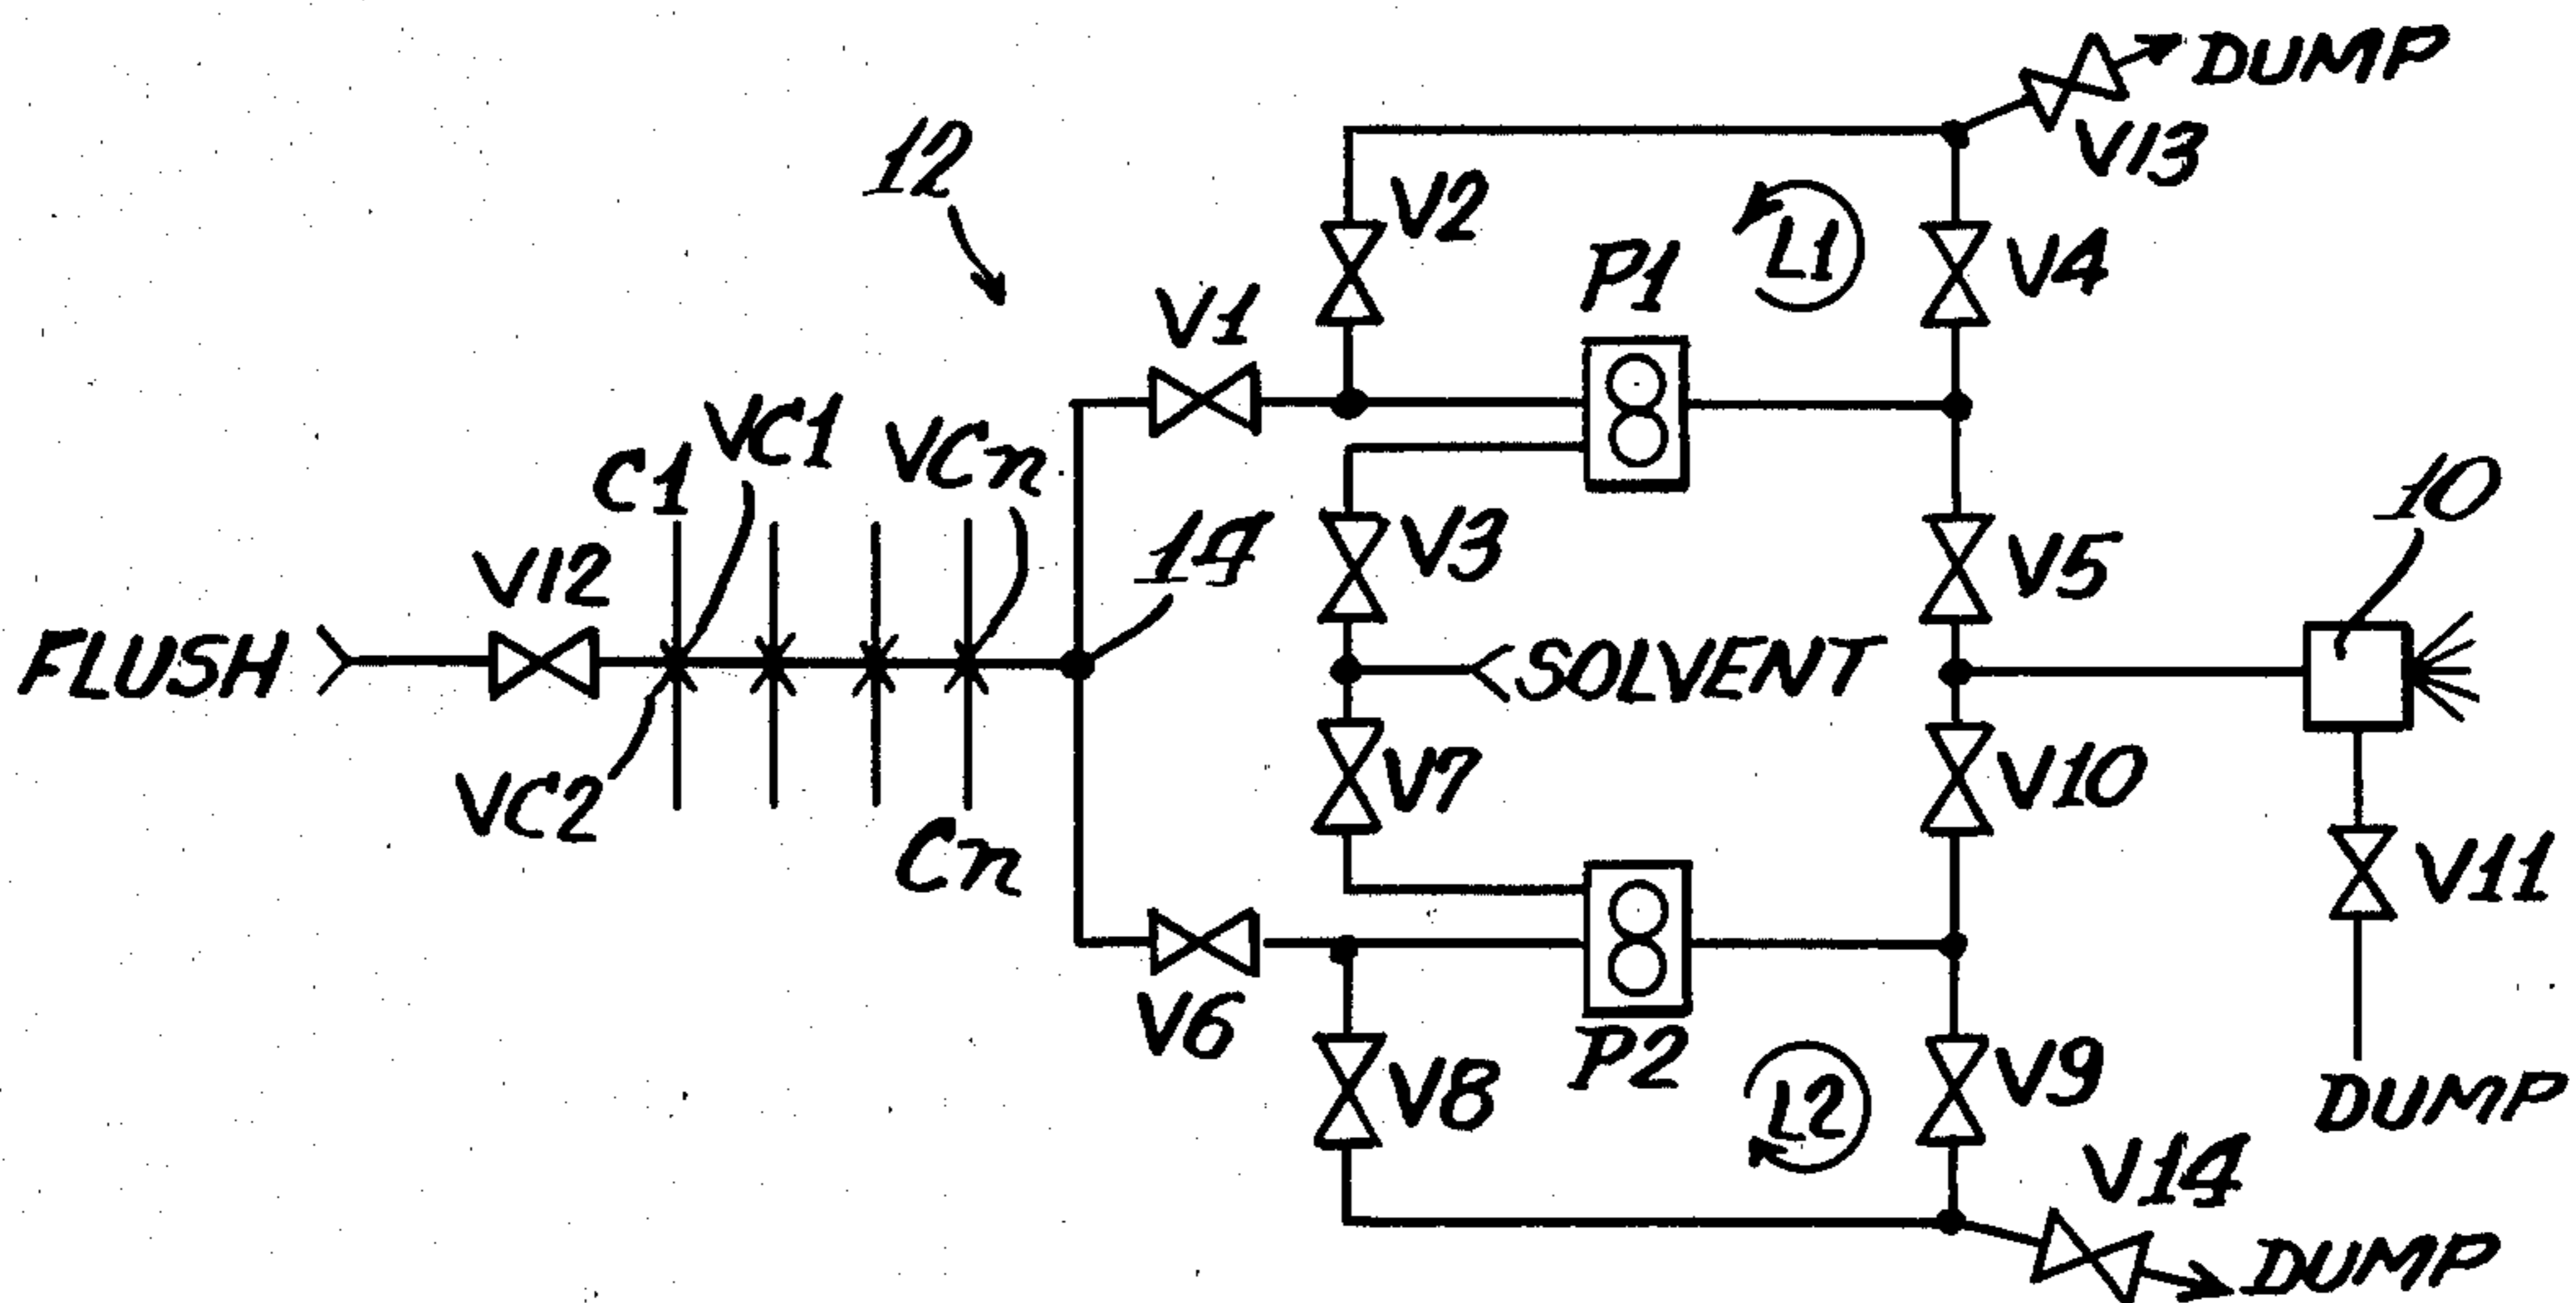 DUMP
V13
12
V2
L1
P1
V4
V1
C1
VC1
VCn
10
14
V12
V3
V5
FLUSH
SOLVENT
VC2
V7
V10
Cn
V11
V6
P2
V8
L2
V9
DUMP
V14
DUMP